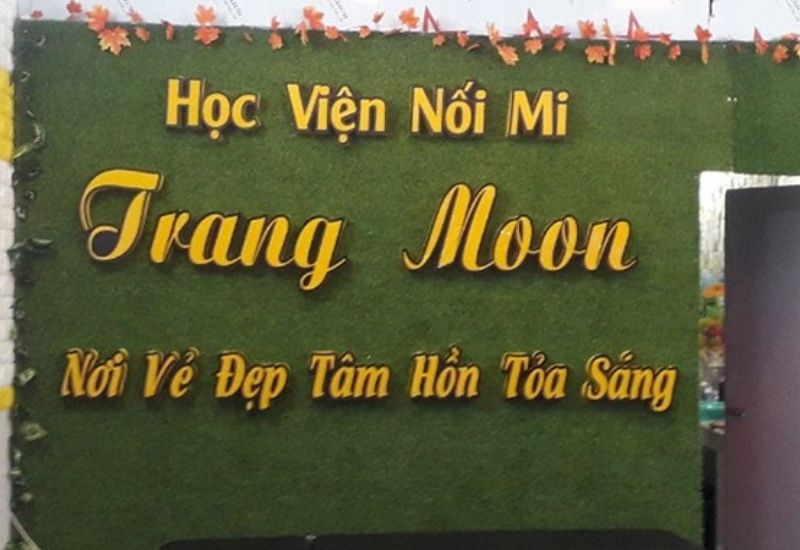 Học Viện Nối Mi
Trang Moon
Nơi Vẻ Đẹp Tâm Hồn Tỏa Sáng